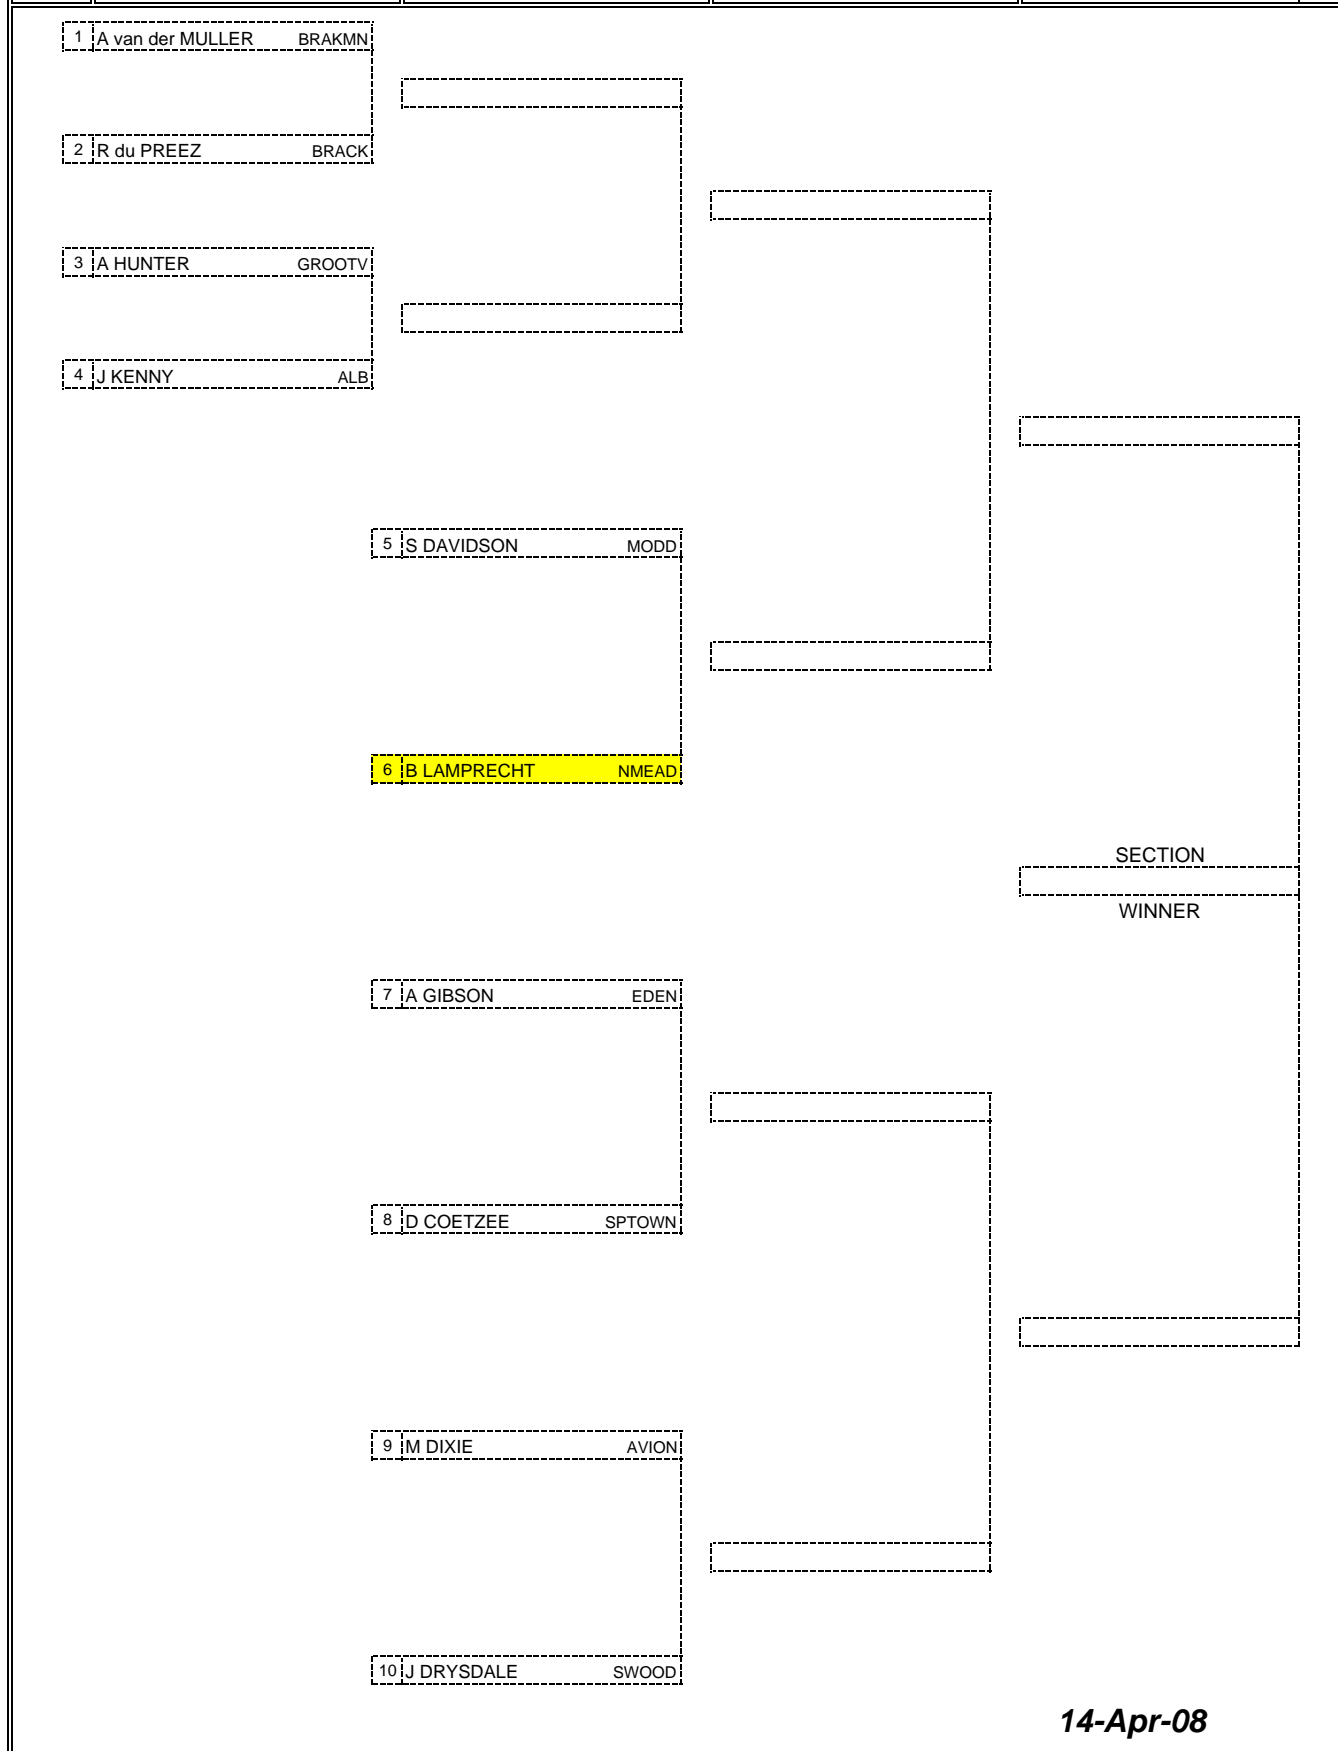 1 A van der MULLER BRAKMN
2 R du PREEZ BRACK
3 A HUNTER GROOTV
4 J KENNY ALB
5 S DAVIDSON MODD
6 B LAMPRECHT NMEAD
SECTION
WINNER
7 A GIBSON EDEN
8 D COETZEE SPTOWN
9 M DIXIE AVION
10 J DRYSDALE SWOOD
14-Apr-08